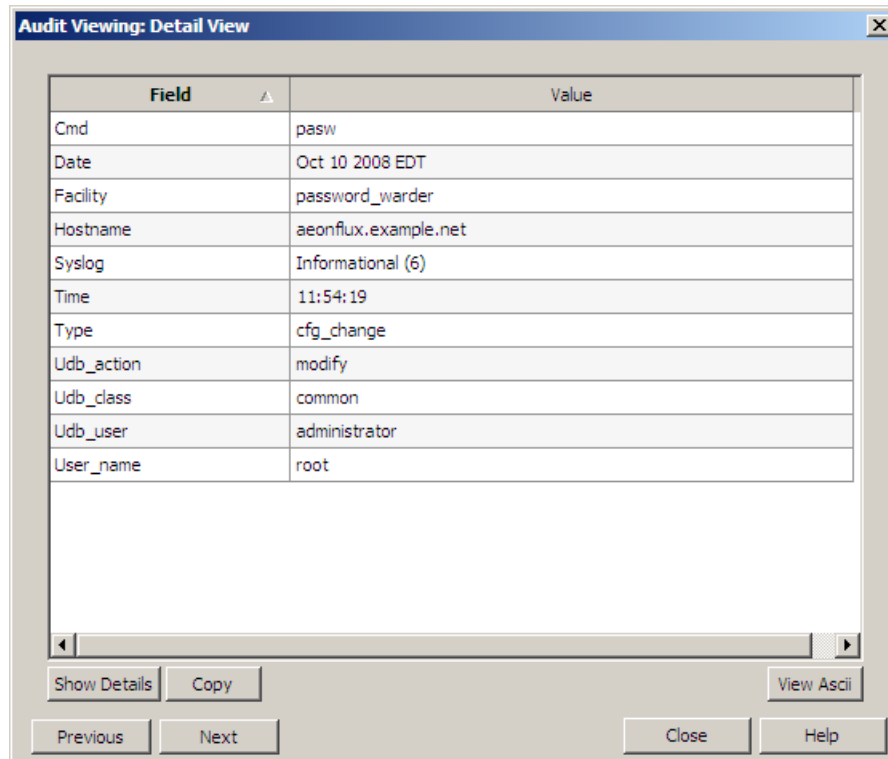 Audit Viewing: Detail View
Field Value
Cmd pasw
Date Oct 10 2008 EDT
Facility password_warder
Hostname aeonflux.example.net
Syslog Informational (6)
Time 11:54:19
Type cfg_change
Udb_action modify
Udb_class common
Udb_user administrator
User_name root
Show Details Copy View Ascii
Previous Next Close Help